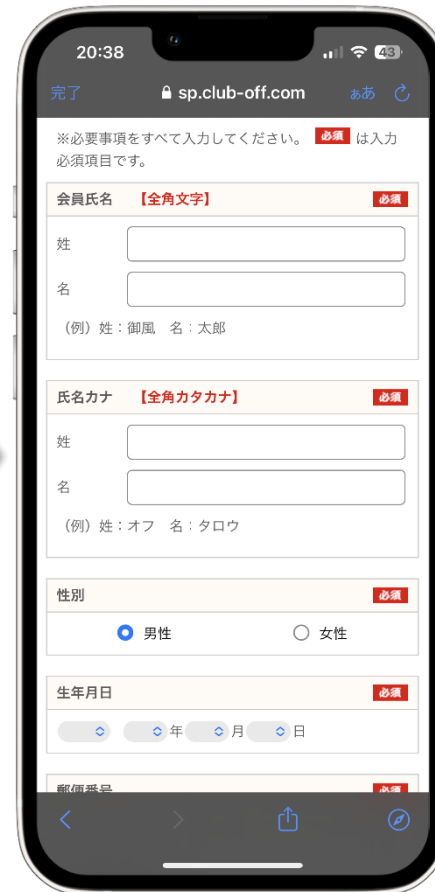 20:38
43
完了 sp.club-off.com ぁあ
※必要事項をすべて入力してください。 必須 は入力
必須項目です。
会員氏名 【全角文字】 必須
姓
名
（例）姓：御風 名：太郎
氏名カナ 【全角カタカナ】 必須
姓
名
（例）姓：オフ 名：タロウ
性別 必須
男性 女性
生年月日 必須
年 月 日
郵便番号 必須